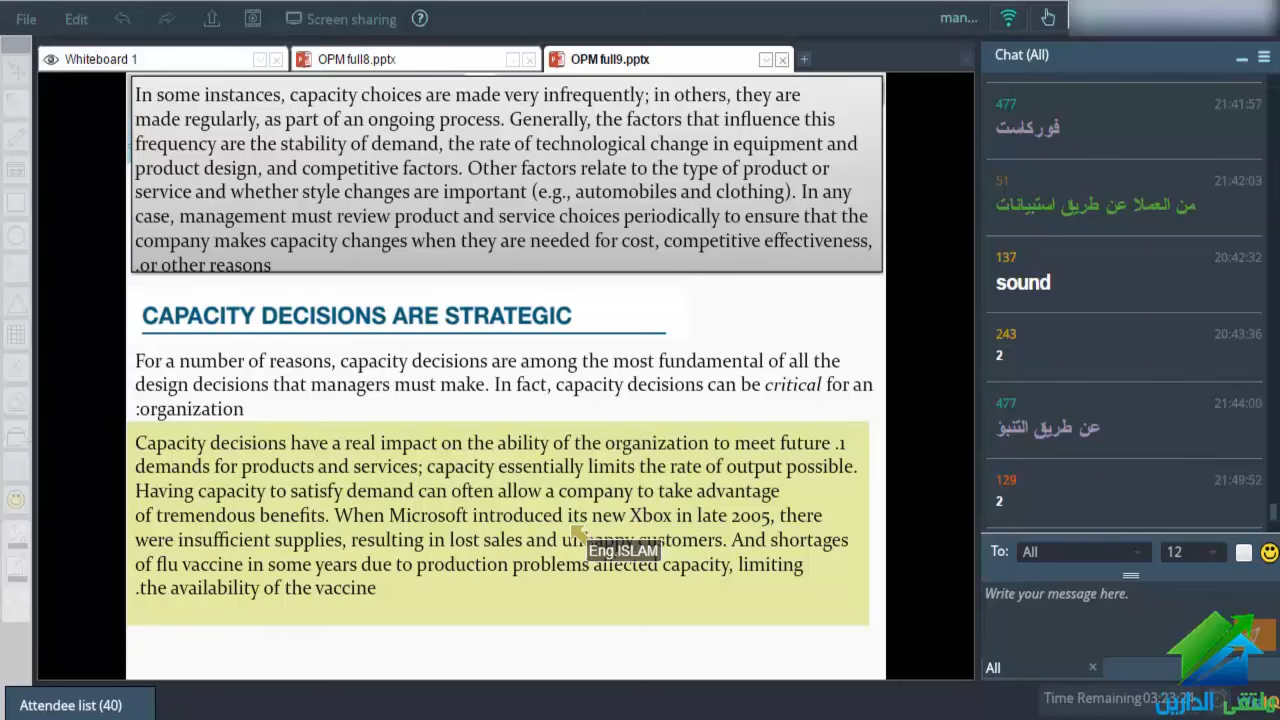 File Edit Screen sharing man...
Whiteboard 1 OPM full8.pptx OPM full9.pptx
In some instances, capacity choices are made very infrequently; in others, they are
made regularly, as part of an ongoing process. Generally, the factors that influence this
frequency are the stability of demand, the rate of technological change in equipment and
product design, and competitive factors. Other factors relate to the type of product or
service and whether style changes are important (e.g., automobiles and clothing). In any
case, management must review product and service choices periodically to ensure that the
company makes capacity changes when they are needed for cost, competitive effectiveness,
.or other reasons
CAPACITY DECISIONS ARE STRATEGIC
For a number of reasons, capacity decisions are among the most fundamental of all the
design decisions that managers must make. In fact, capacity decisions can be critical for an
:organization
Capacity decisions have a real impact on the ability of the organization to meet future .1
demands for products and services; capacity essentially limits the rate of output possible.
Having capacity to satisfy demand can often allow a company to take advantage
of tremendous benefits. When Microsoft introduced its new Xbox in late 2005, there
were insufficient supplies, resulting in lost sales and unhappy customers. And shortages
Eng.ISLAM
of flu vaccine in some years due to production problems affected capacity, limiting
.the availability of the vaccine
Attendee list (40)
Chat (All)
477 21:41:57
فوركاست
51 21:42:03
من العملا عن طريق استبيانات
137 20:42:32
sound
243 20:43:36
2
477 21:44:00
عن طريق التنبؤ
129 21:49:52
2
To: All 12
Write your message here.
All
Time Remaining
ملتقى الدارين